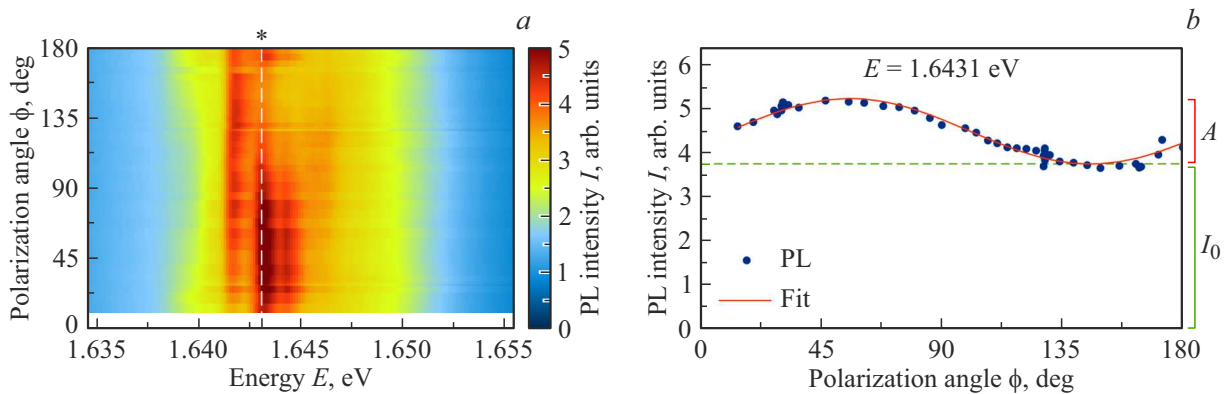 a
*
Polarization angle ϕ, deg
180
135
90
45
0
1.635
1.640
1.645
1.650
1.655
Energy E, eV
5
4
3
2
1
0
PL intensity I, arb. units
b
E = 1.6431 eV
PL intensity I, arb. units
6
5
4
3
2
1
0
PL
Fit
0
45
90
135
180
Polarization angle ϕ, deg
A
I0